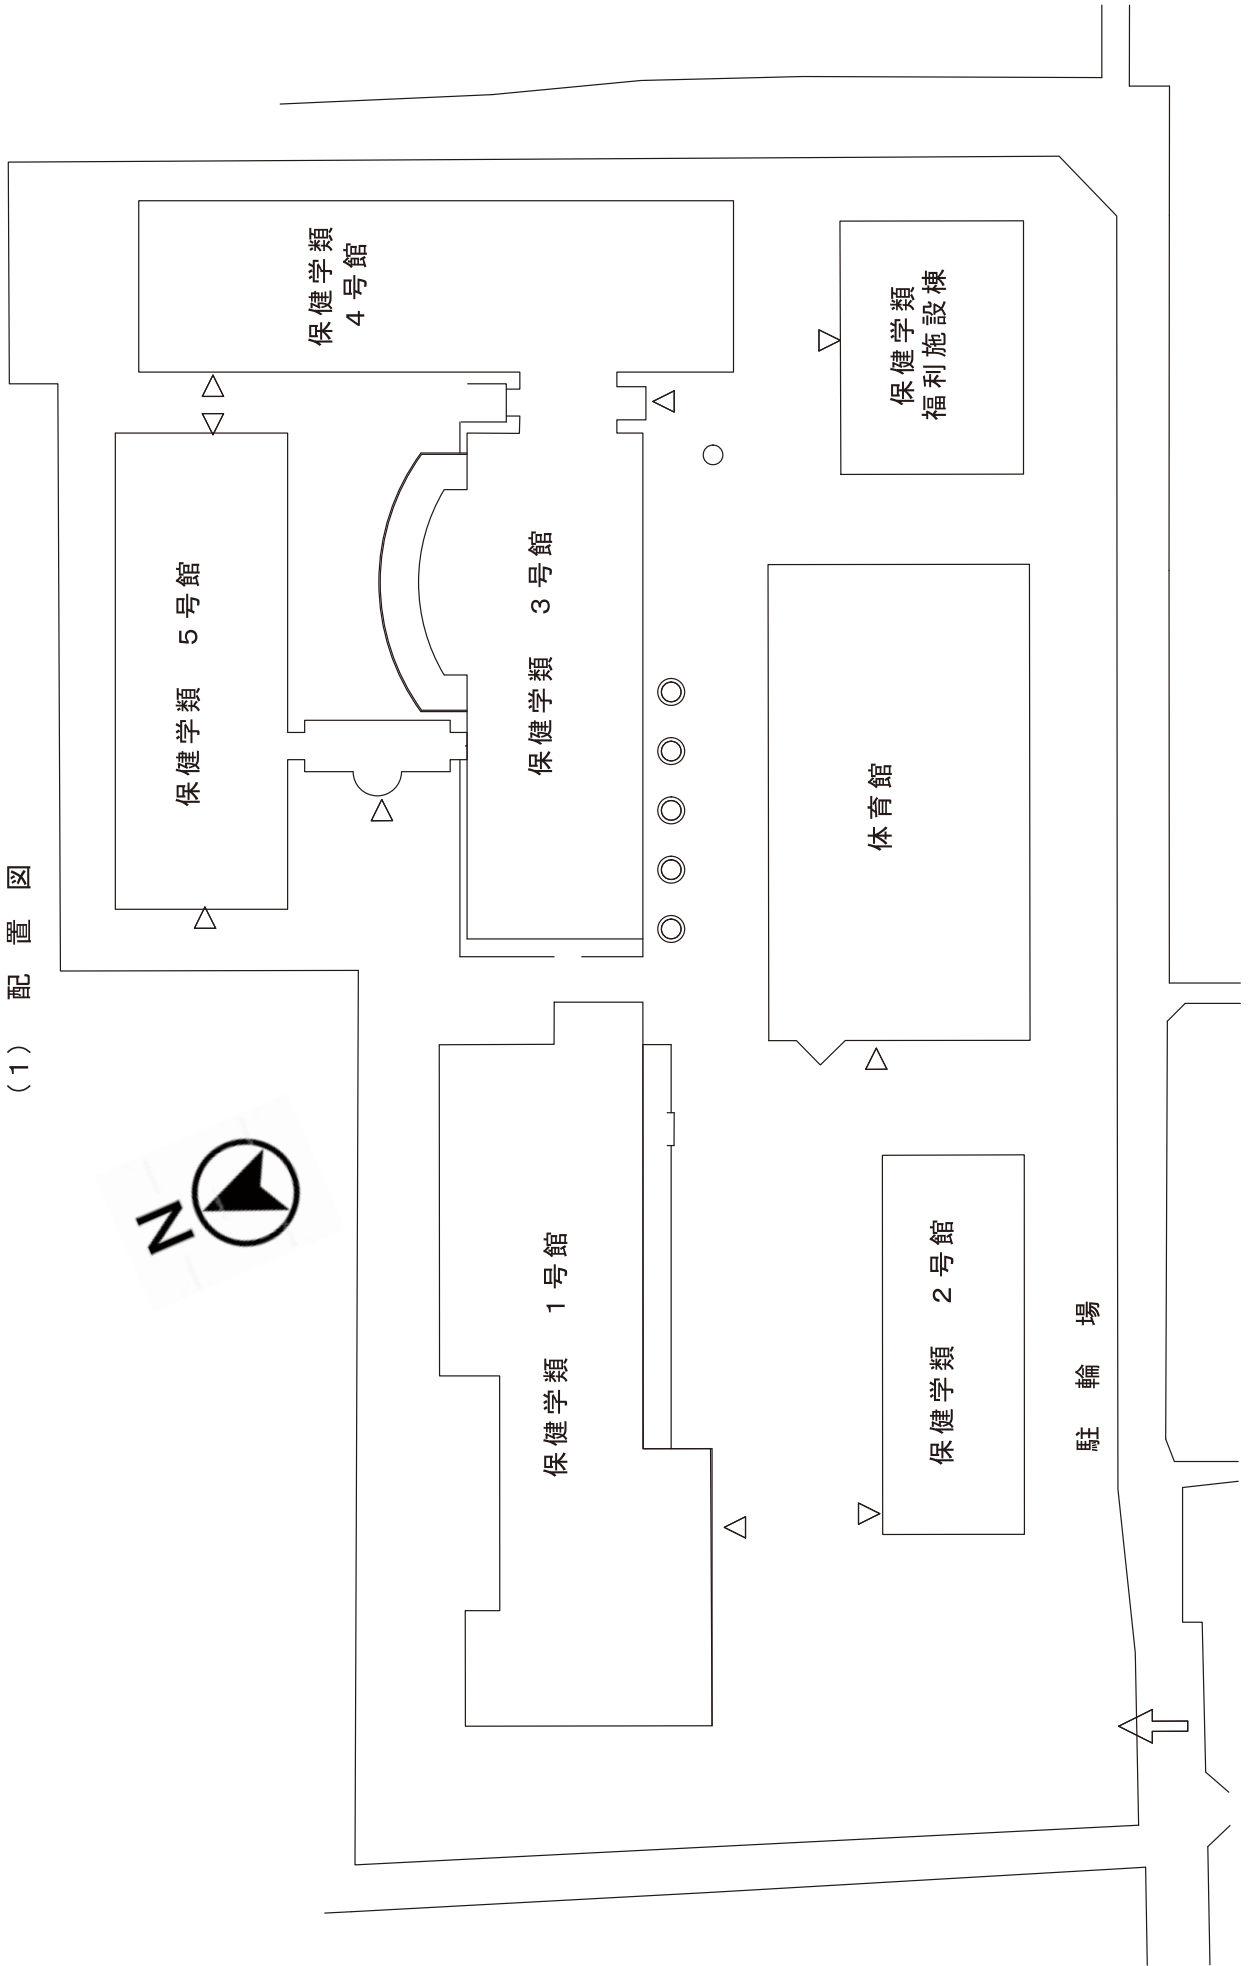 （１）　配　置　図
N
保健学類　５号館
保健学類
４号館
保健学類　３号館
保健学類
福利施設棟
体育館
保健学類　１号館
保健学類　２号館
駐　輪　場